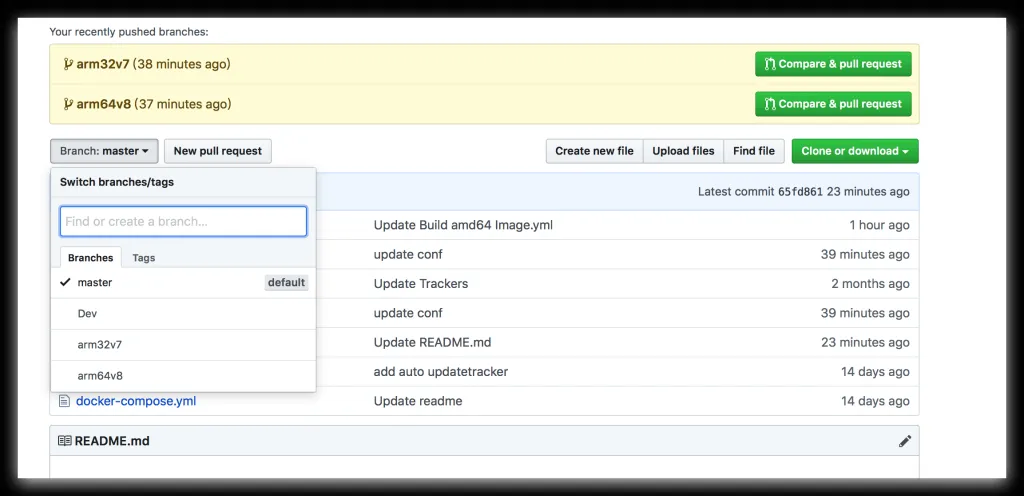 Your recently pushed branches:
arm32v7 (38 minutes ago) Compare & pull request
arm64v8 (37 minutes ago) Compare & pull request
Branch: master New pull request Create new file Upload files Find file Clone or download
Switch branches/tags
Latest commit 65fd861 23 minutes ago
Find or create a branch...
Update Build amd64 Image.yml 1 hour ago
Branches Tags
update conf 39 minutes ago
master default
Update Trackers 2 months ago
Dev
update conf 39 minutes ago
arm32v7
Update README.md 23 minutes ago
arm64v8
add auto updatetracker 14 days ago
docker-compose.yml Update readme 14 days ago
README.md